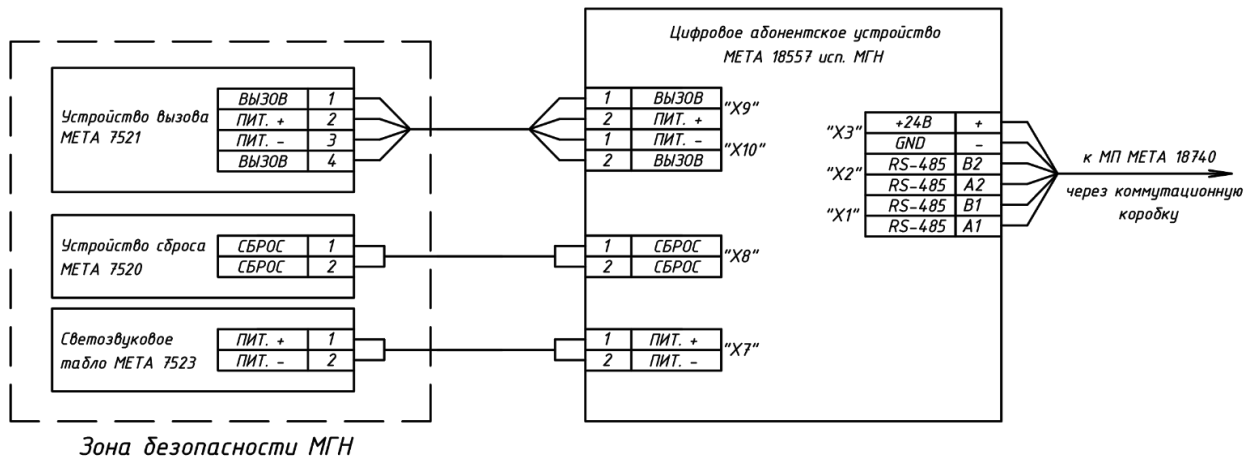 Цифровое абонентское устройство
МЕТА 18557 исп. МГН
Устройство вызова
МЕТА 7521
ВЫЗОВ 1
ПИТ. + 2
ПИТ. - 3
ВЫЗОВ 4
1 ВЫЗОВ
2 ПИТ. +
"X9"
1 ПИТ. -
2 ВЫЗОВ
"X10"
"X3"
+24В +
GND -
"X2"
RS-485 B2
RS-485 A2
"X1"
RS-485 B1
RS-485 A1
к МП МЕТА 18740
через коммутационную
коробку
Устройство сброса
МЕТА 7520
СБРОС 1
СБРОС 2
1 СБРОС
2 СБРОС
"X8"
Светозвуковое
табло МЕТА 7523
ПИТ. + 1
ПИТ. - 2
1 ПИТ. +
2 ПИТ. -
"X7"
Зона безопасности МГН